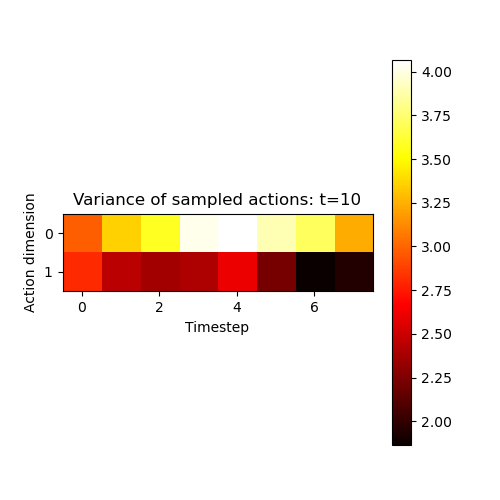 Variance of sampled actions: t=10
Action dimension
0
1
0 2 4 6
Timestep
4.00
3.75
3.50
3.25
3.00
2.75
2.50
2.25
2.00